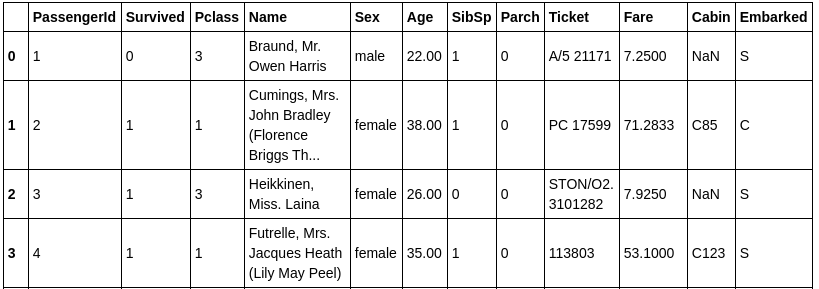 PassengerId Survived Pclass Name Sex Age SibSp Parch Ticket Fare Cabin Embarked
0 1 0 3 Braund, Mr. Owen Harris male 22.00 1 0 A/5 21171 7.2500 NaN S
1 2 1 1 Cumings, Mrs. John Bradley (Florence Briggs Th... female 38.00 1 0 PC 17599 71.2833 C85 C
2 3 1 3 Heikkinen, Miss. Laina female 26.00 0 0 STON/O2. 3101282 7.9250 NaN S
3 4 1 1 Futrelle, Mrs. Jacques Heath (Lily May Peel) female 35.00 1 0 113803 53.1000 C123 S